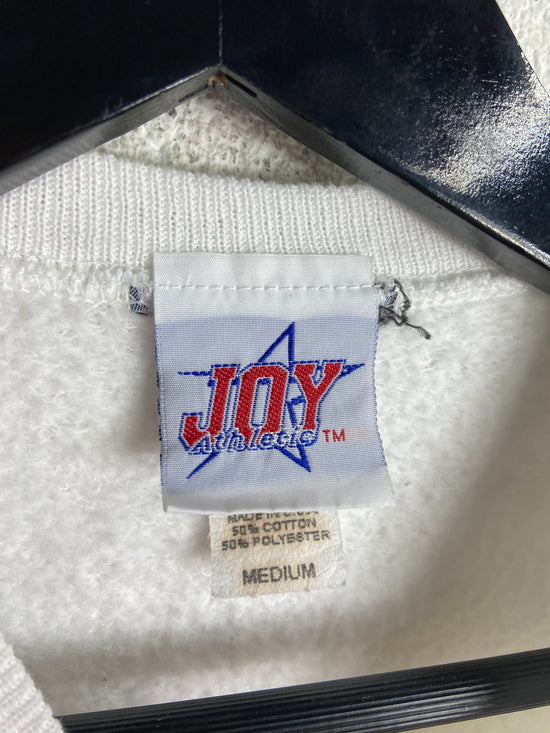 JOY
Athletic TM
MADE IN U.S.A.
50% COTTON
50% POLYESTER
MEDIUM